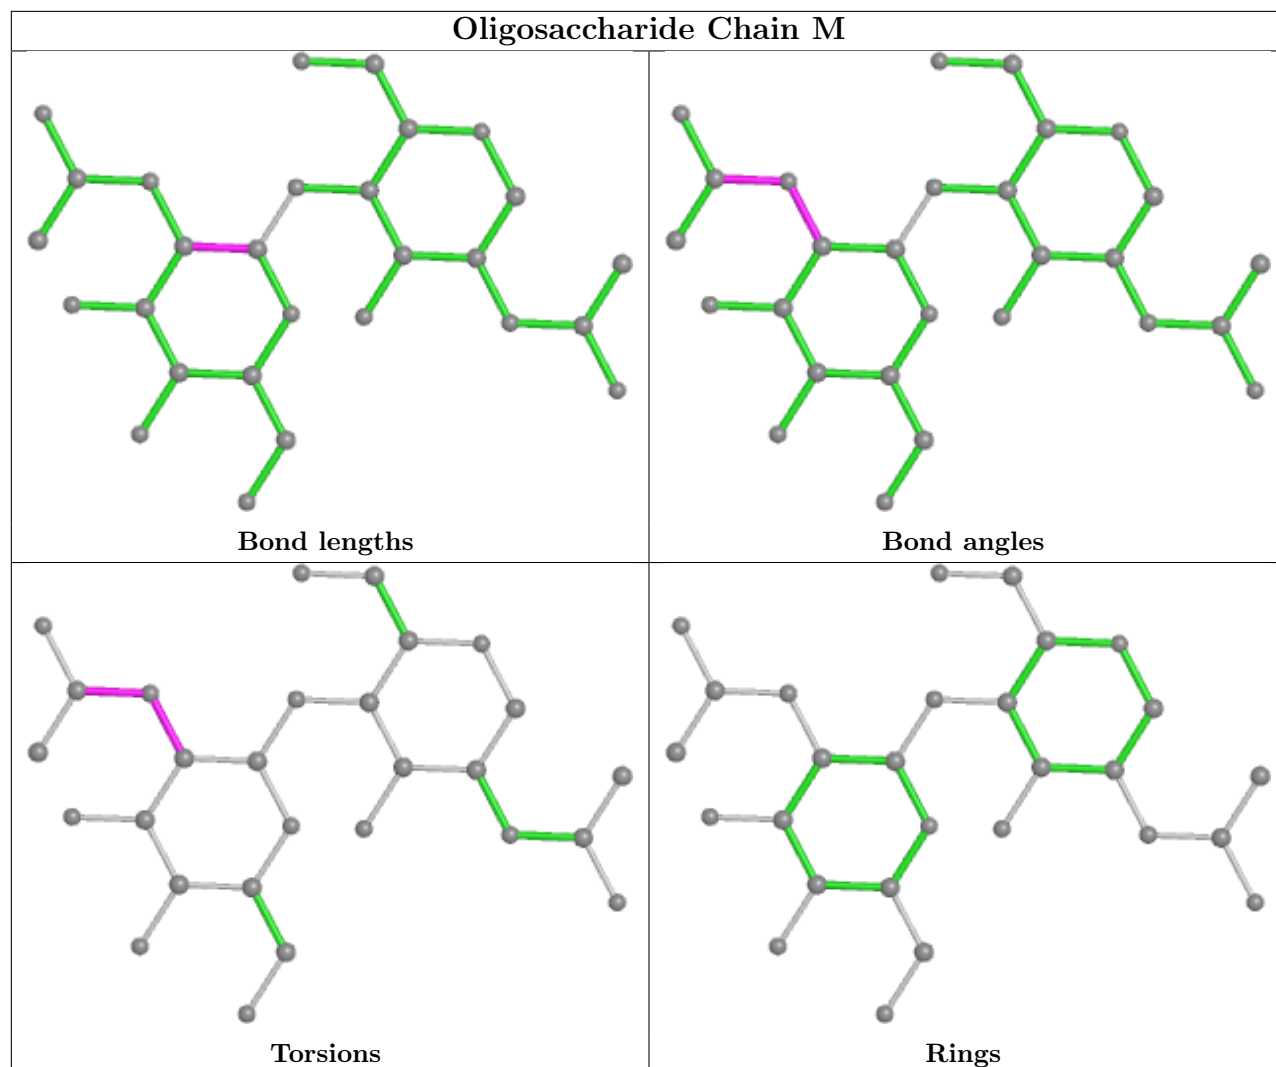 Oligosaccharide Chain M
Bond lengths
Bond angles
Torsions
Rings